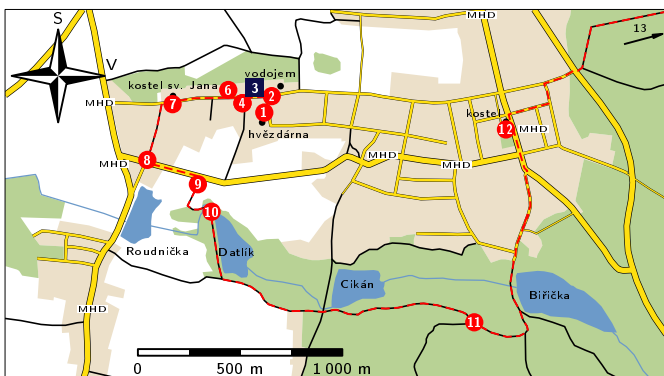 S
MHD
13
V
kostel sv. Jana
vodojem
6
3
2
MHD
7
4
1
kostel
hvězdárna
12
MHD
MHD
8
MHD
MHD
9
10
Roudnička
Datlík
Cikán
Biřička
MHD
11
0
500 m
1 000 m